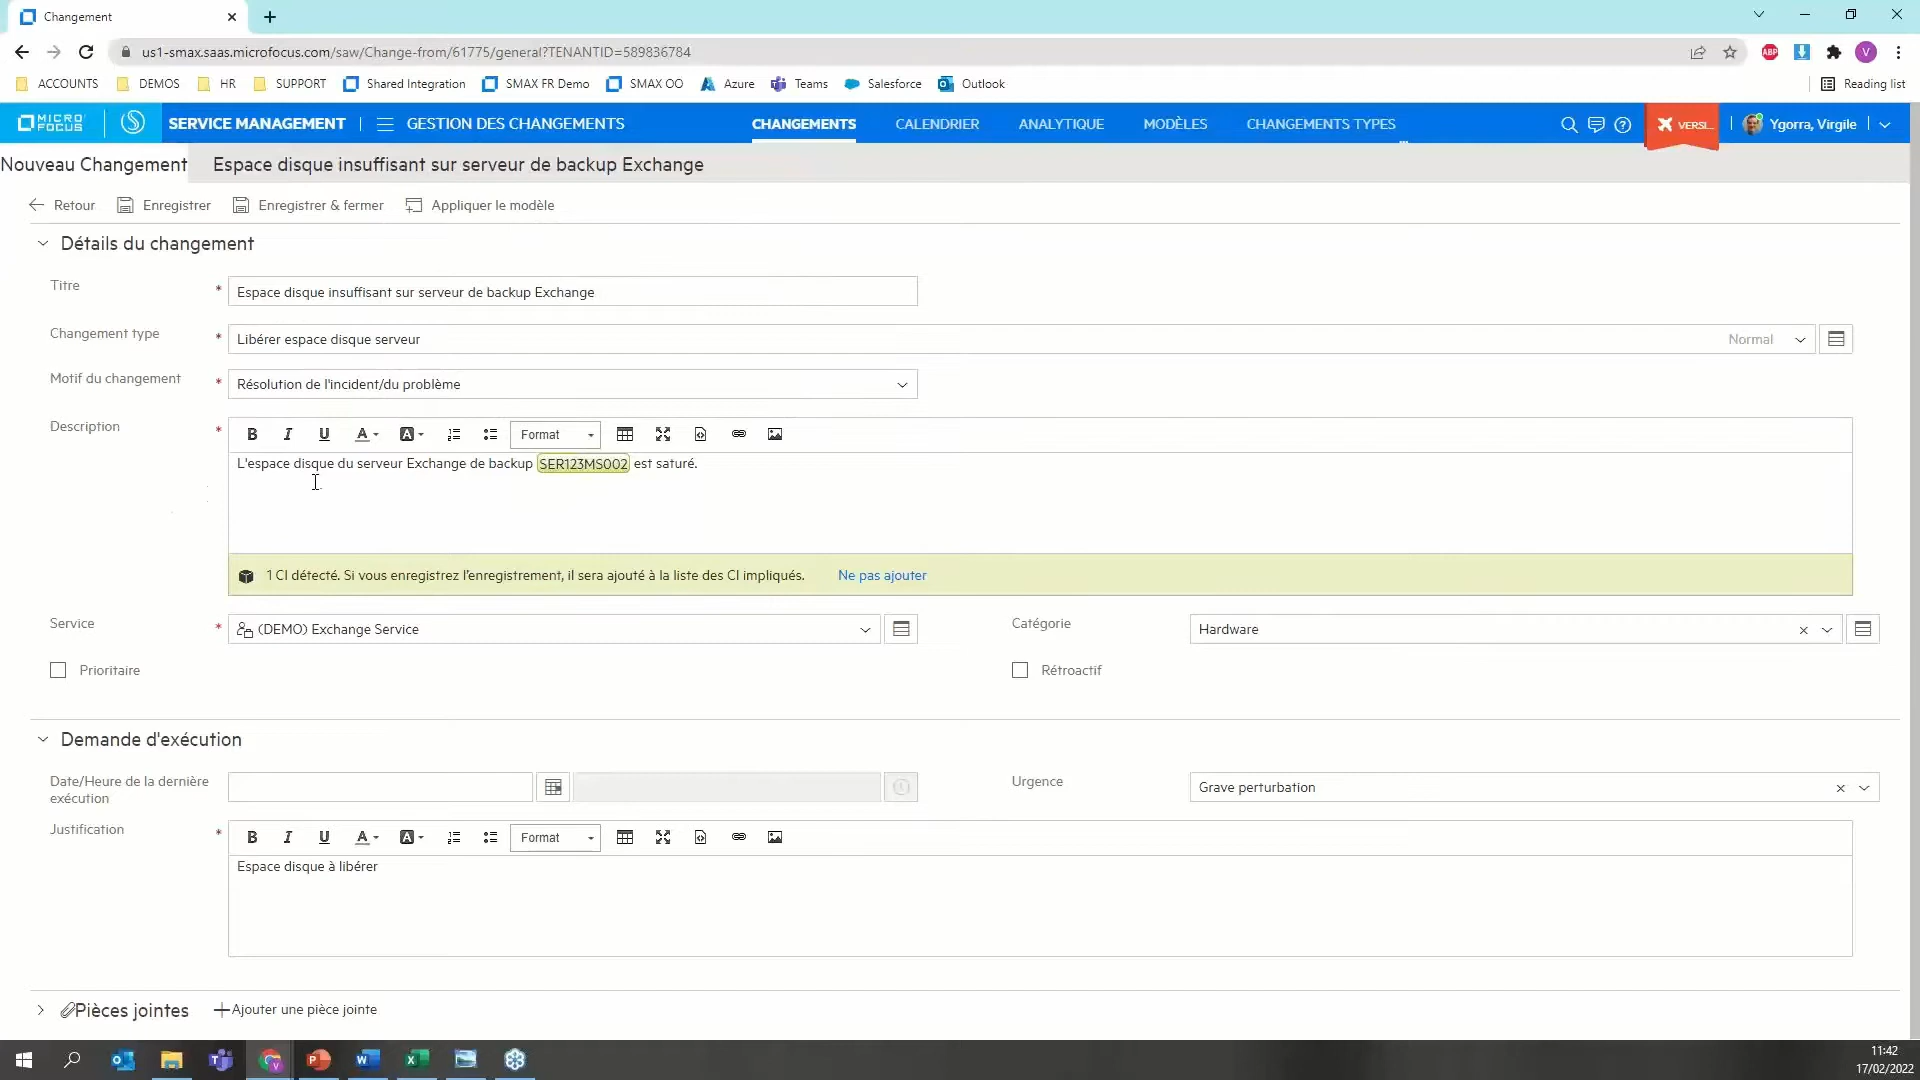 Changement
us1-smax.saas.microfocus.com/saw/Change-from/61775/general?TENANTID=589836784
ABP
V
ACCOUNTS DEMOS HR SUPPORT Shared Integration SMAX FR Demo SMAX OO Azure Teams Salesforce Outlook Reading list
MICRO FOCUS SERVICE MANAGEMENT GESTION DES CHANGEMENTS CHANGEMENTS CALENDRIER ANALYTIQUE MODÈLES CHANGEMENTS TYPES ... VERSI... Ygorra, Virgile
Nouveau Changement Espace disque insuffisant sur serveur de backup Exchange
Retour Enregistrer Enregistrer & fermer Appliquer le modèle
Détails du changement
Titre * Espace disque insuffisant sur serveur de backup Exchange
Changement type * Libérer espace disque serveur Normal
Motif du changement * Résolution de l'incident/du problème
Description * B I U A A Format
L'espace disque du serveur Exchange de backup SER123MS002 est saturé.
1 CI détecté. Si vous enregistrez l'enregistrement, il sera ajouté à la liste des CI impliqués. Ne pas ajouter
Service * (DEMO) Exchange Service Catégorie Hardware
Prioritaire Rétroactif
Demande d'exécution
Date/Heure de la dernière exécution Urgence Grave perturbation
Justification * B I U A A Format
Espace disque à libérer
Pièces jointes Ajouter une pièce jointe
11:42
17/02/2022